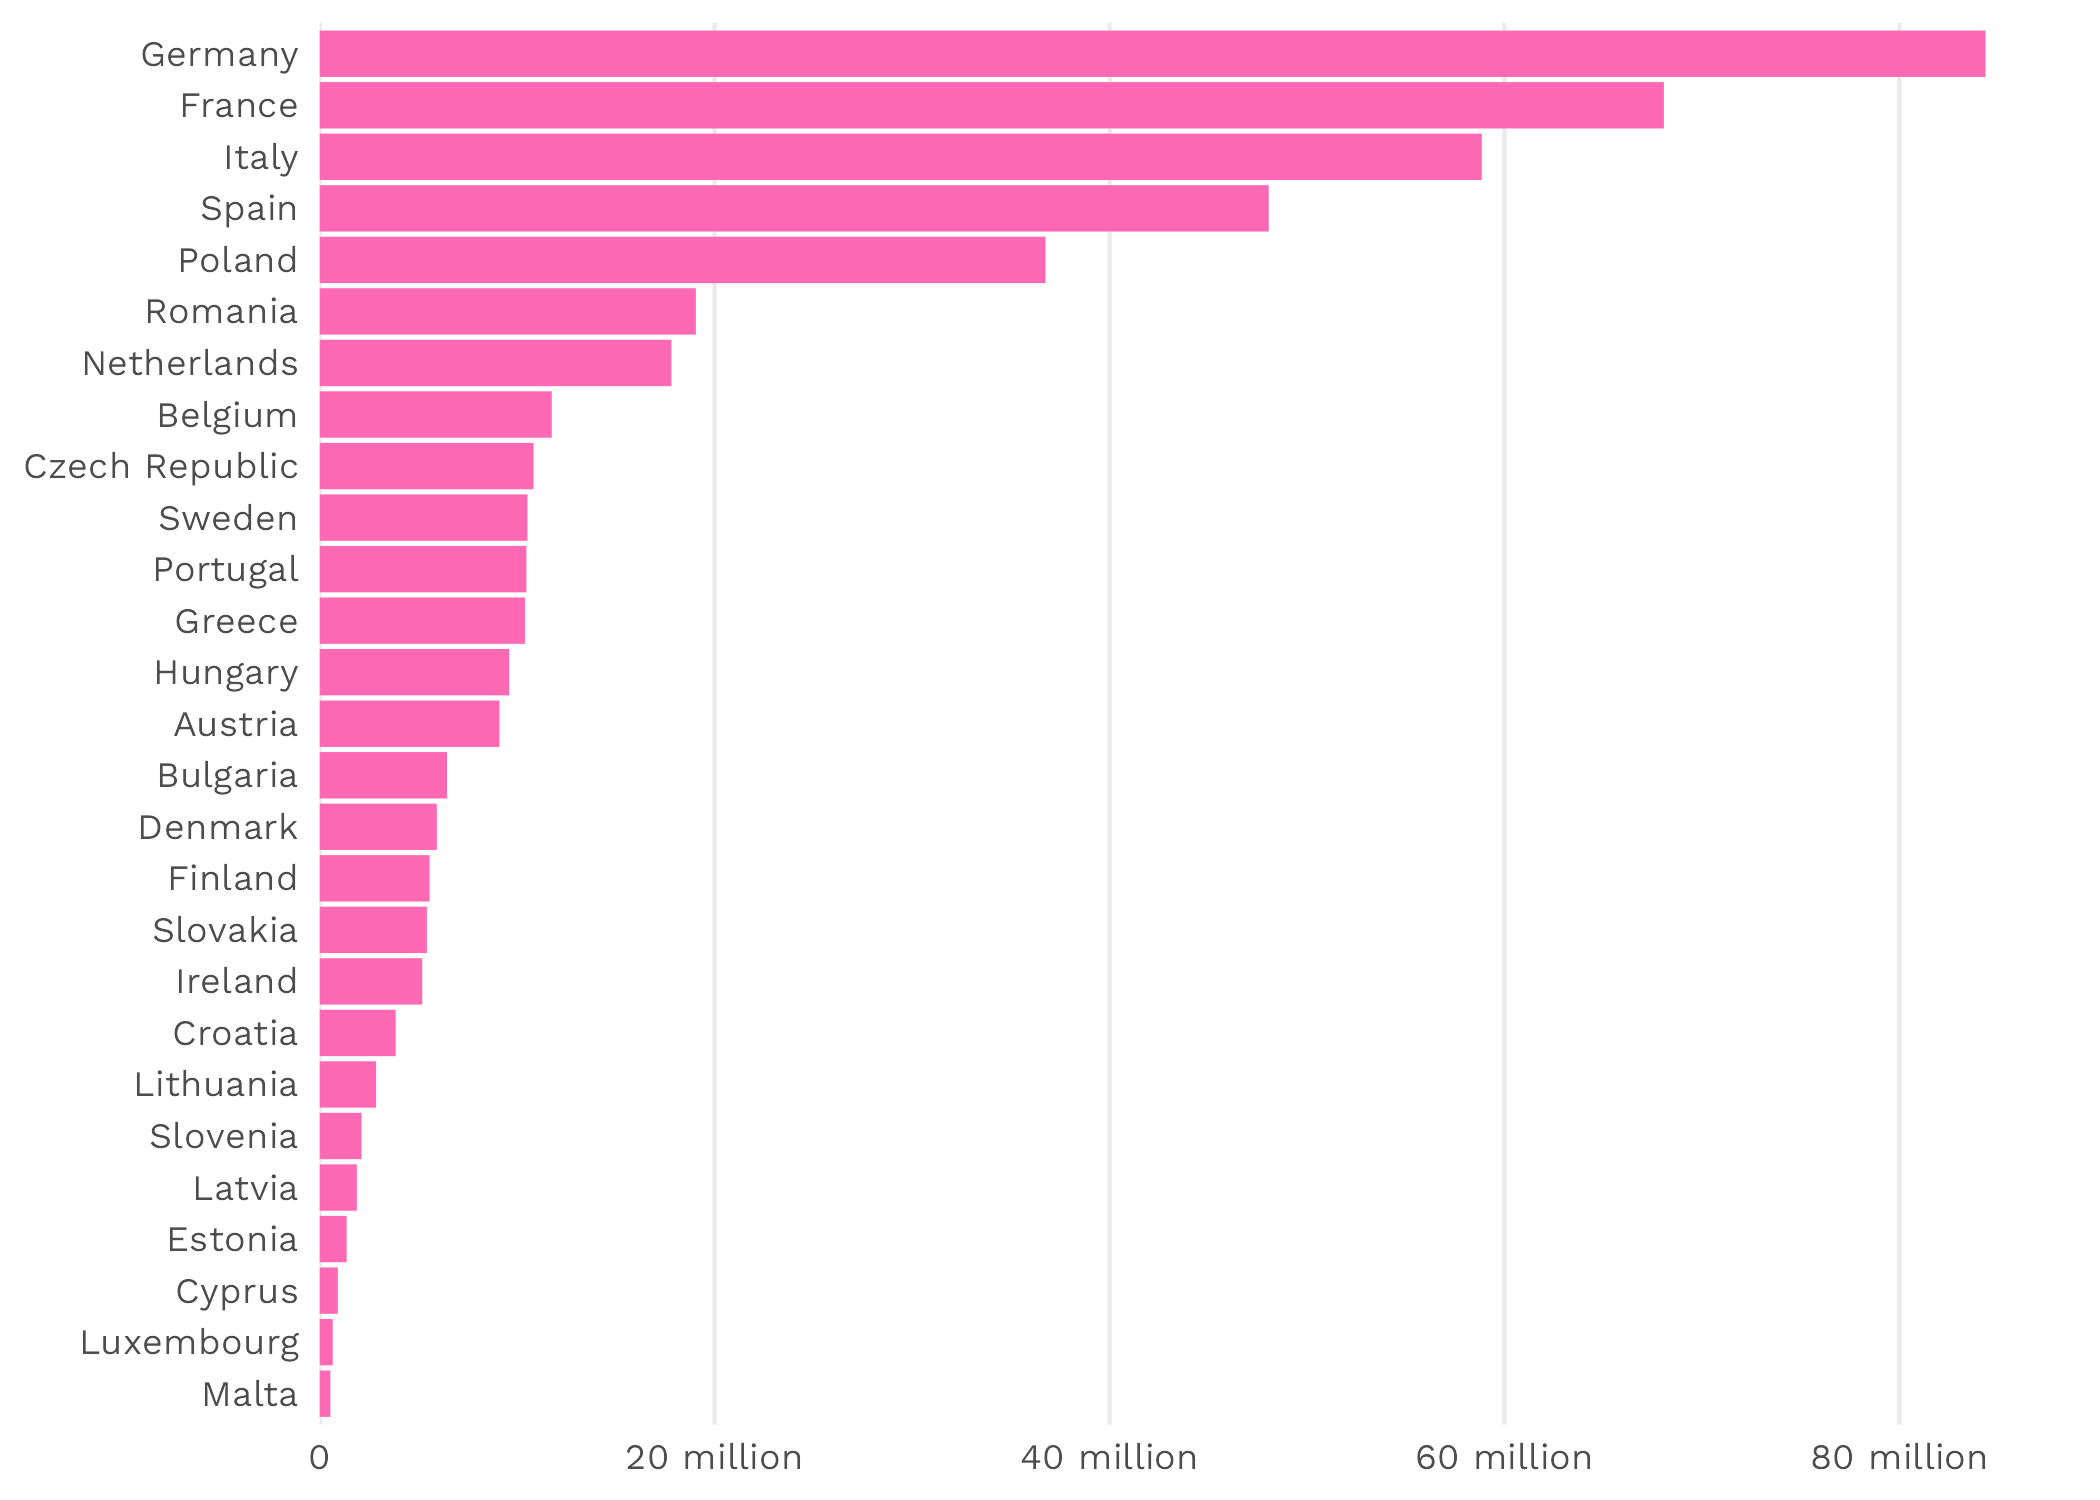 Germany
France
Italy
Spain
Poland
Romania
Netherlands
Belgium
Czech Republic
Sweden
Portugal
Greece
Hungary
Austria
Bulgaria
Denmark
Finland
Slovakia
Ireland
Croatia
Lithuania
Slovenia
Latvia
Estonia
Cyprus
Luxembourg
Malta
0 20 million 40 million 60 million 80 million